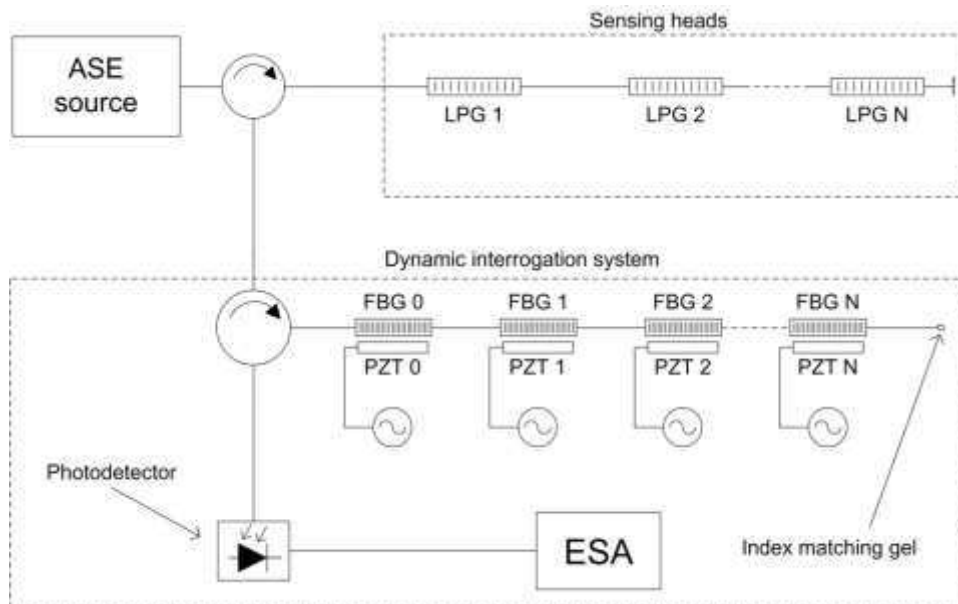 Sensing heads
ASE
source
LPG 1
LPG 2
LPG N
Dynamic interrogation system
FBG 0
FBG 1
FBG 2
FBG N
PZT 0
PZT 1
PZT 2
PZT N
Photodetector
ESA
Index matching gel